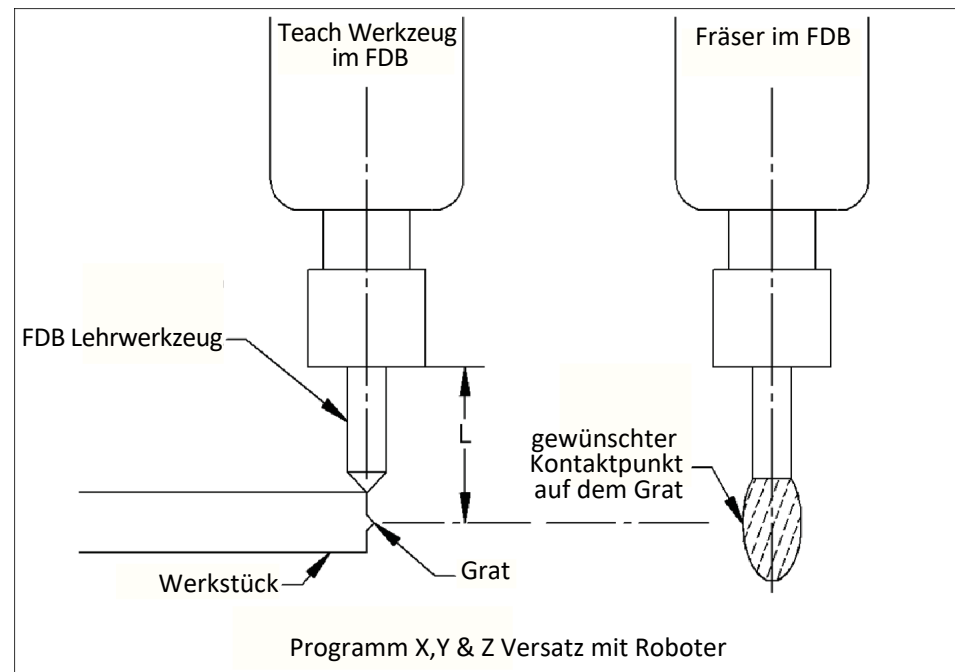 Teach Werkzeug
im FDB
Fräser im FDB
FDB Lehrwerkzeug
L
gewünschter
Kontaktpunkt
auf dem Grat
Grat
Werkstück
Programm X,Y & Z Versatz mit Roboter